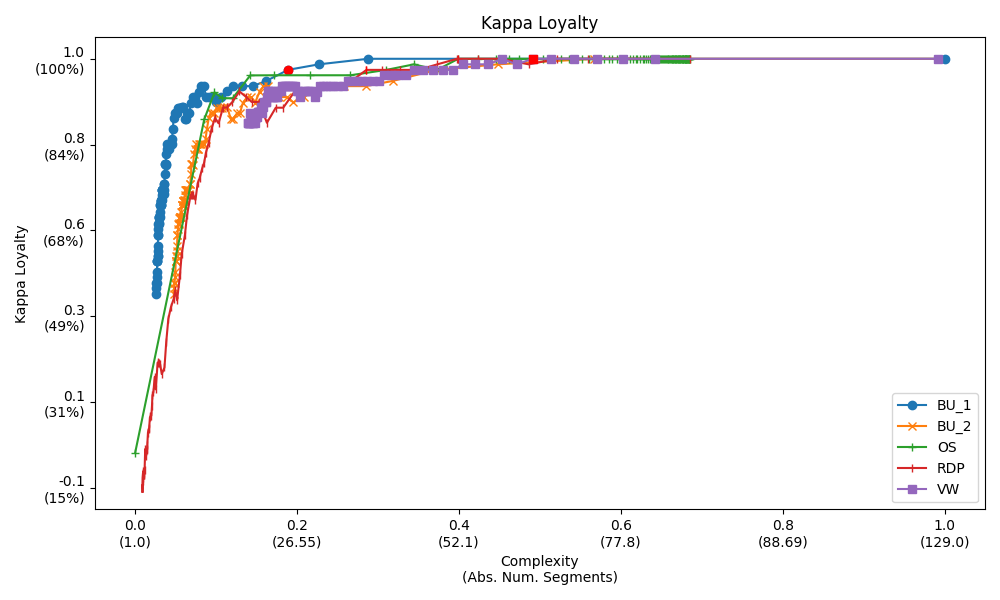 Kappa Loyalty
1.0
(100%)
0.8
(84%)
0.6
(68%)
0.3
(49%)
0.1
(31%)
-0.1
(15%)
Kappa Loyalty
0.0
(1.0)
0.2
(26.55)
0.4
(52.1)
0.6
(77.8)
0.8
(88.69)
1.0
(129.0)
Complexity
(Abs. Num. Segments)
BU_1
BU_2
OS
RDP
VW